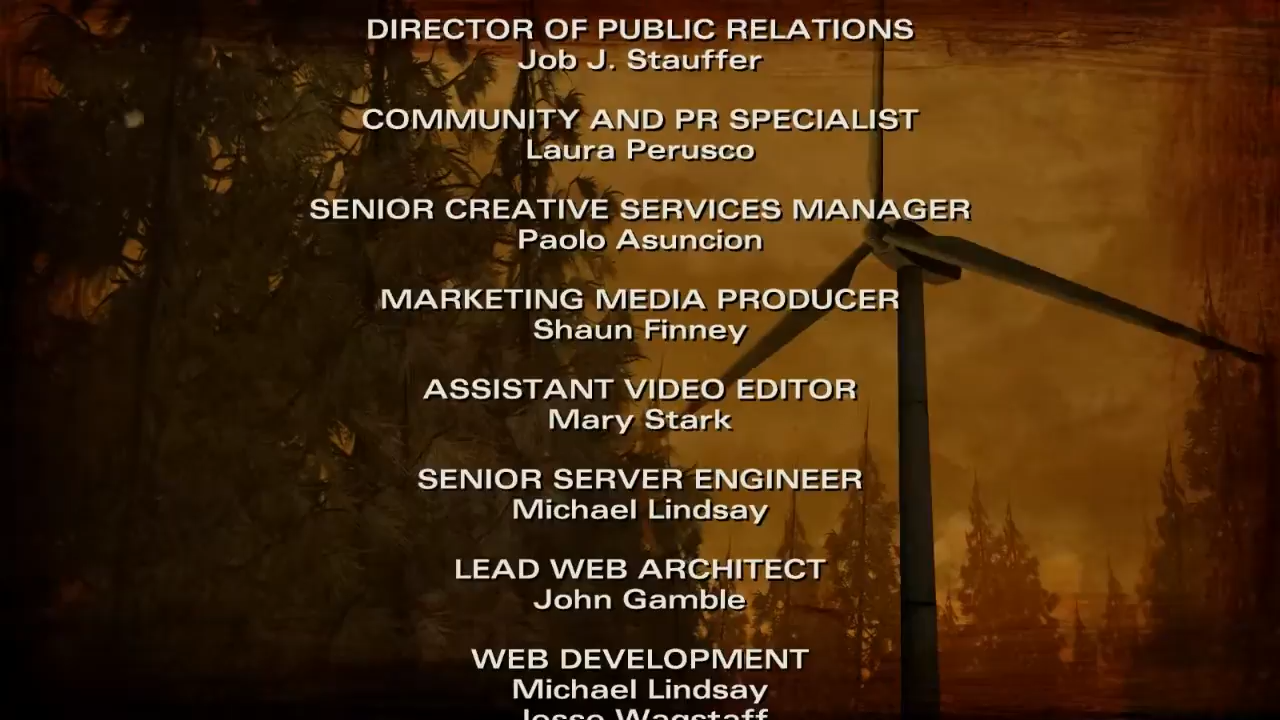 DIRECTOR OF PUBLIC RELATIONS
Job J. Stauffer
COMMUNITY AND PR SPECIALIST
Laura Perusco
SENIOR CREATIVE SERVICES MANAGER
Paolo Asuncion
MARKETING MEDIA PRODUCER
Shaun Finney
ASSISTANT VIDEO EDITOR
Mary Stark
SENIOR SERVER ENGINEER
Michael Lindsay
LEAD WEB ARCHITECT
John Gamble
WEB DEVELOPMENT
Michael Lindsay
Jesse Wagstaff